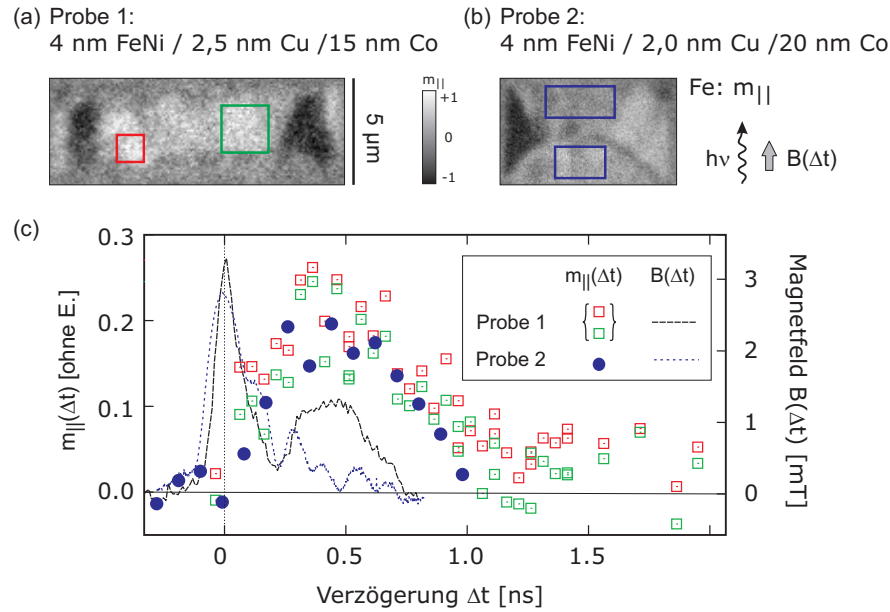 (a) Probe 1:
4 nm FeNi / 2,5 nm Cu /15 nm Co
(b) Probe 2:
4 nm FeNi / 2,0 nm Cu /20 nm Co
m||
+1
0
-1
5 µm
Fe: m||
hν
B(Δt)
(c)
m||(Δt) [ohne E.]
0.3
0.2
0.1
0.0
m||(Δt) B(Δt)
Probe 1
Probe 2
3
2
1
0
Magnetfeld B(Δt) [mT]
0 0.5 1.0 1.5
Verzögerung Δt [ns]